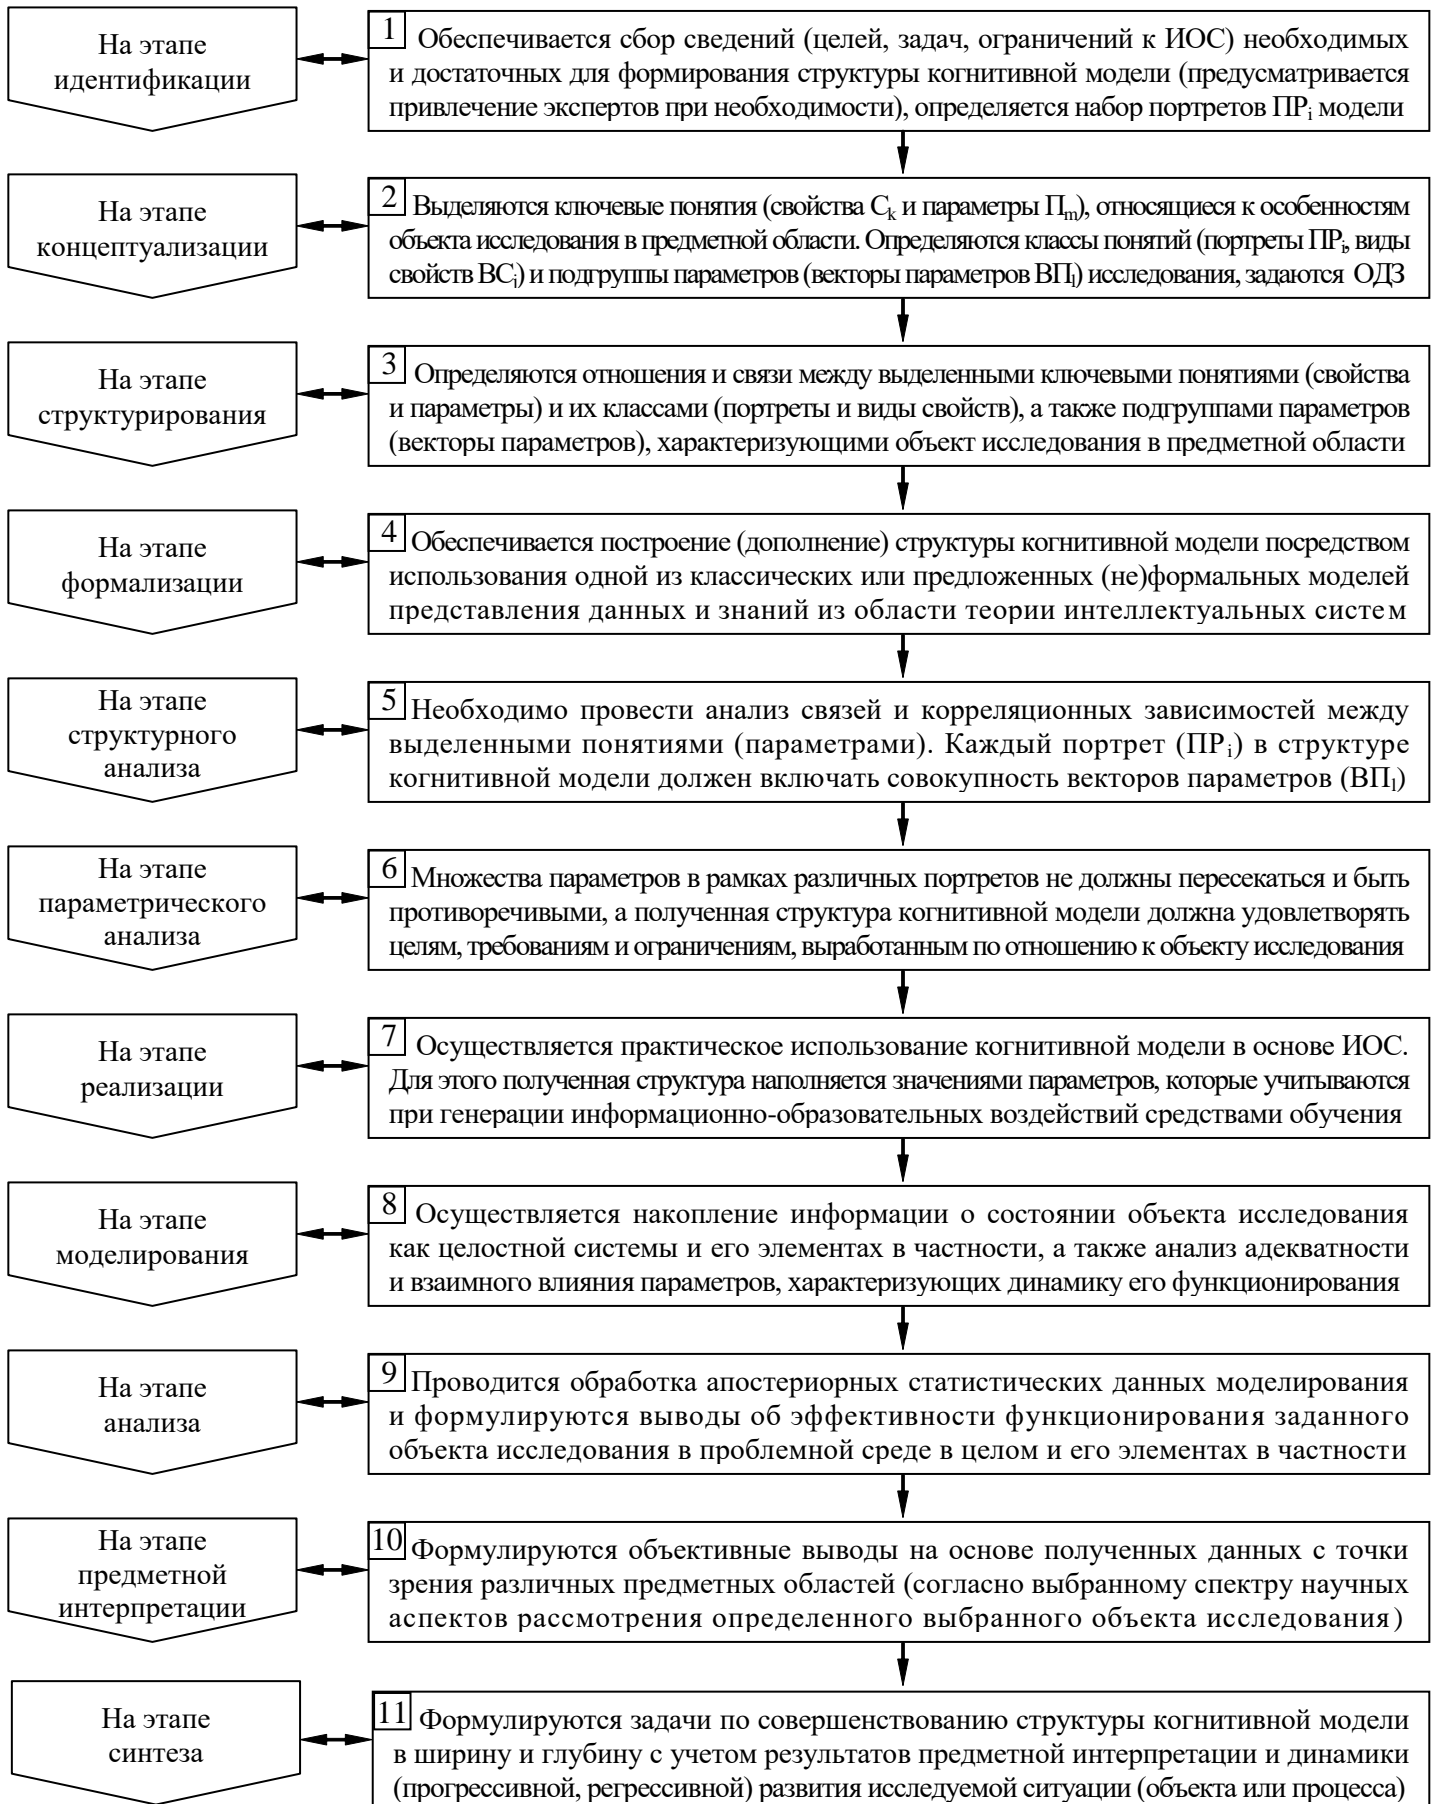 На этапе
идентификации
1
Обеспечивается сбор сведений (целей, задач, ограничений к ИОС) необходимых
и достаточных для формирования структуры когнитивной модели (предусматривается
привлечение экспертов при необходимости), определяется набор портретов ПРi модели
На этапе
концептуализации
2
Выделяются ключевые понятия (свойства Сk и параметры Пm), относящиеся к особенностям
объекта исследования в предметной области. Определяются классы понятий (портреты ПРi, виды
свойств ВСj) и подгруппы параметров (векторы параметров ВПl) исследования, задаются ОДЗ
На этапе
структурирования
3
Определяются отношения и связи между выделенными ключевыми понятиями (свойства
и параметры) и их классами (портреты и виды свойств), а также подгруппами параметров
(векторы параметров), характеризующими объект исследования в предметной области
На этапе
формализации
4
Обеспечивается построение (дополнение) структуры когнитивной модели посредством
использования одной из классических или предложенных (не)формальных моделей
представления данных и знаний из области теории интеллектуальных систем
На этапе
структурного
анализа
5
Необходимо провести анализ связей и корреляционных зависимостей между
выделенными понятиями (параметрами). Каждый портрет (ПРi) в структуре
когнитивной модели должен включать совокупность векторов параметров (ВПl)
На этапе
параметрического
анализа
6
Множества параметров в рамках различных портретов не должны пересекаться и быть
противоречивыми, а полученная структура когнитивной модели должна удовлетворять
целям, требованиям и ограничениям, выработанным по отношению к объекту исследования
На этапе
реализации
7
Осуществляется практическое использование когнитивной модели в основе ИОС.
Для этого полученная структура наполняется значениями параметров, которые учитываются
при генерации информационно-образовательных воздействий средствами обучения
На этапе
моделирования
8
Осуществляется накопление информации о состоянии объекта исследования
как целостной системы и его элементах в частности, а также анализ адекватности
и взаимного влияния параметров, характеризующих динамику его функционирования
На этапе
анализа
9
Проводится обработка апостериорных статистических данных моделирования
и формулируются выводы об эффективности функционирования заданного
объекта исследования в проблемной среде в целом и его элементах в частности
На этапе
предметной
интерпретации
10
Формулируются объективные выводы на основе полученных данных с точки
зрения различных предметных областей (согласно выбранному спектру научных
аспектов рассмотрения определенного выбранного объекта исследования)
На этапе
синтеза
11
Формулируются задачи по совершенствованию структуры когнитивной модели
в ширину и глубину с учетом результатов предметной интерпретации и динамики
(прогрессивной, регрессивной) развития исследуемой ситуации (объекта или процесса)